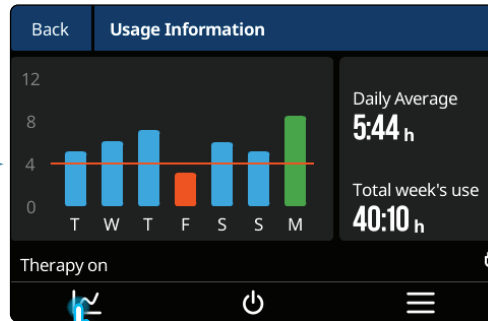 Back
Usage Information
12
8
4
0
T W T F S S M
Daily Average
5:44 h
Total week's use
40:10 h
Therapy on